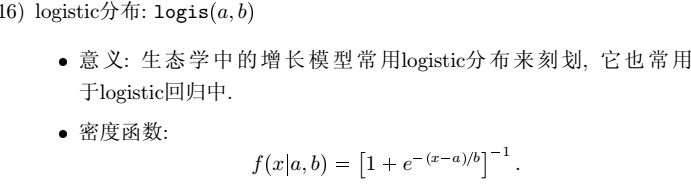 16) logistic分布: logis(a, b)
• 意义: 生态学中的增长模型常用logistic分布来刻划, 它也常用
于logistic回归中.
• 密度函数:
f(x|a, b) = [1 + e^{-(x-a)/b}]^{-1}.